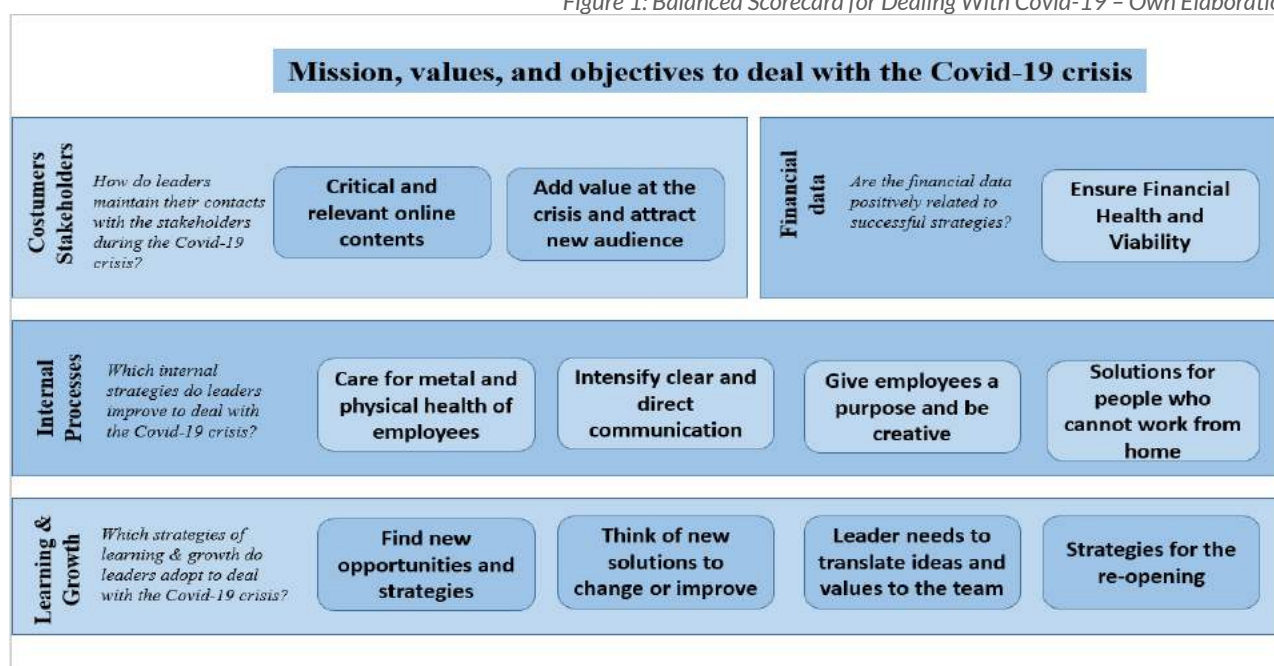 Figure 1: Balanced Scorecard for Dealing With Covid-19 – Own Elaboratio
Mission, values, and objectives to deal with the Covid-19 crisis
Costumers
Stakeholders
How do leaders
maintain their contacts
with the stakeholders
during the Covid-19
crisis?
Critical and
relevant online
contents
Add value at the
crisis and attract
new audience
Financial
data
Are the financial data
positively related to
successful strategies?
Ensure Financial
Health and
Viability
Internal
Processes
Which internal
strategies do leaders
improve to deal with
the Covid-19 crisis?
Care for metal and
physical health of
employees
Intensify clear and
direct
communication
Give employees a
purpose and be
creative
Solutions for
people who
cannot work from
home
Learning &
Growth
Which strategies of
learning & growth do
leaders adopt to deal
with the Covid-19 crisis?
Find new
opportunities and
strategies
Think of new
solutions to
change or improve
Leader needs to
translate ideas and
values to the team
Strategies for the
re-opening